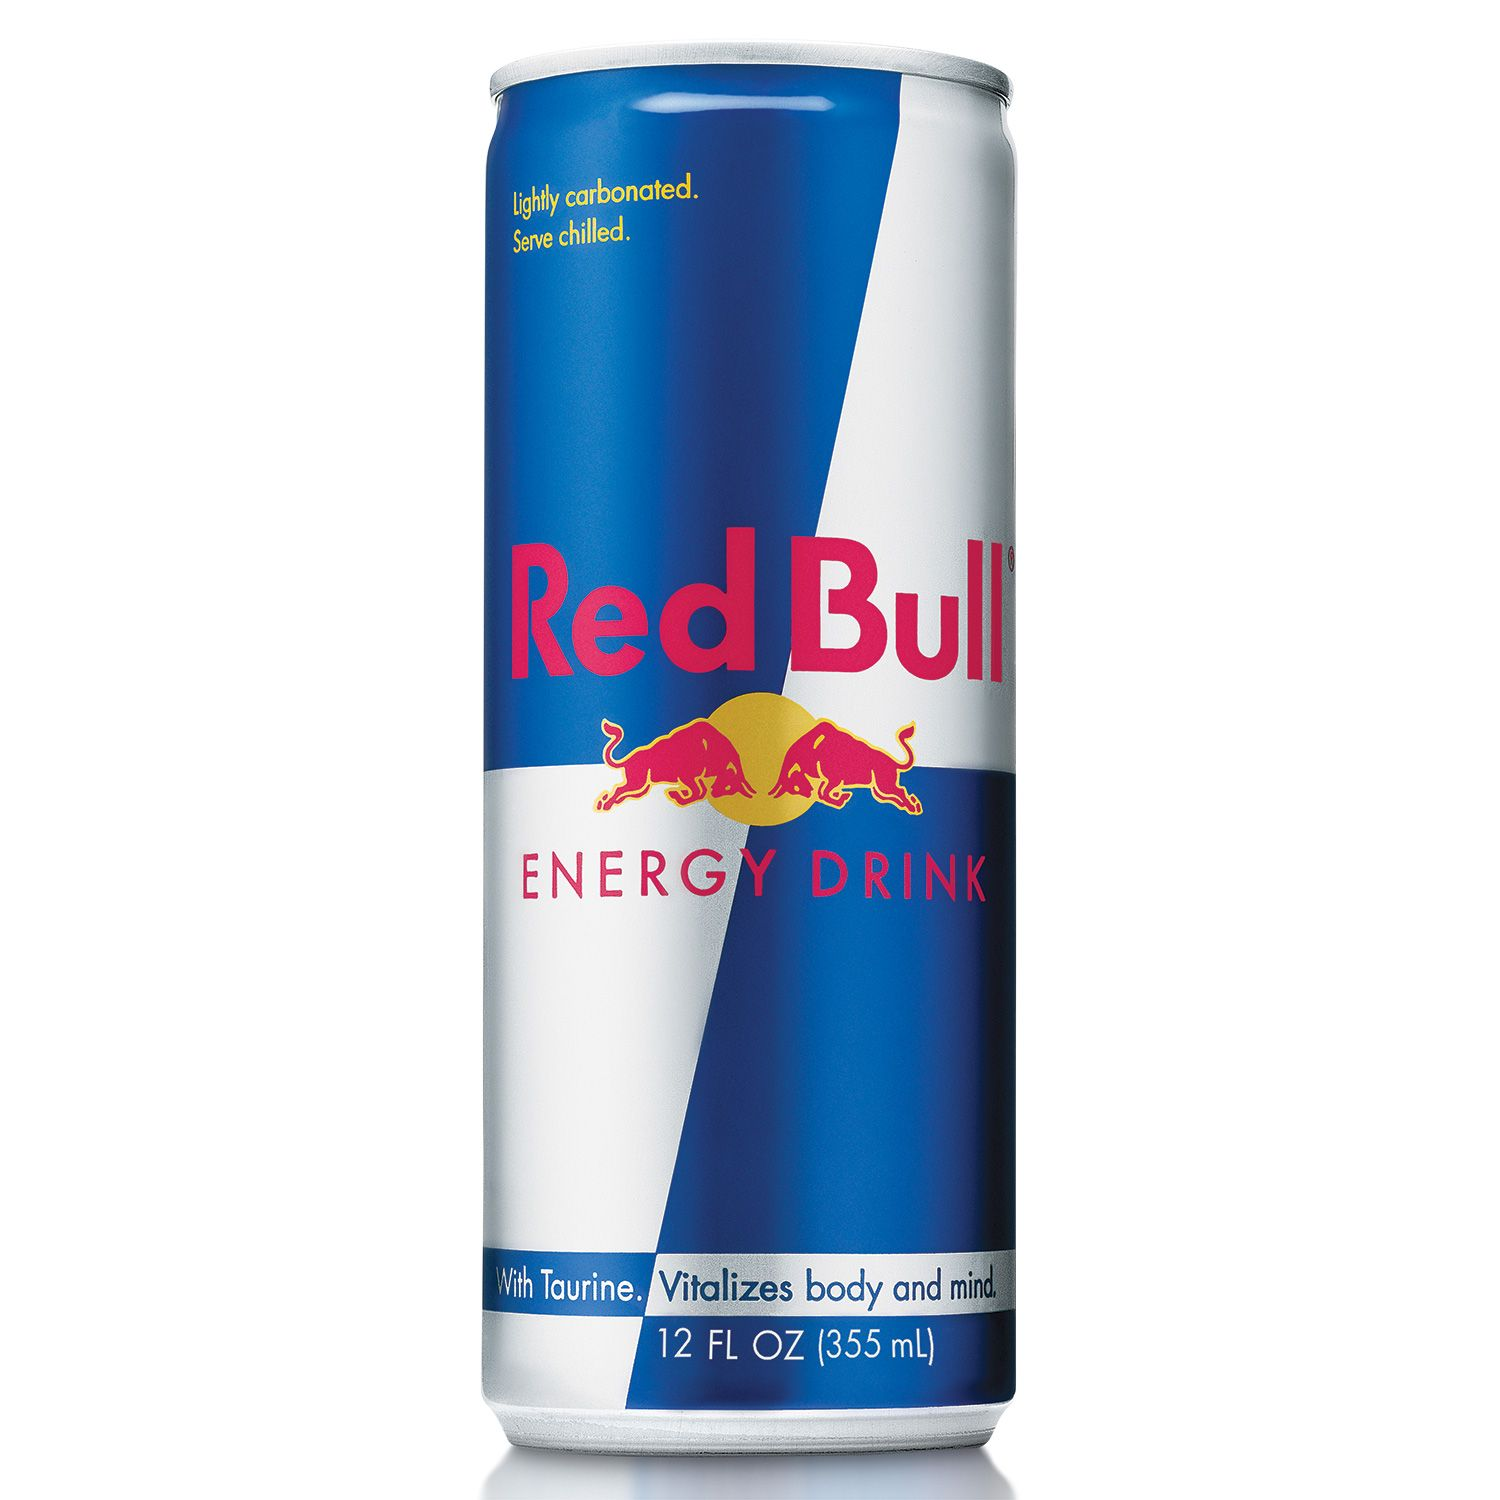 Lightly carbonated.
Serve chilled.
Red Bull®
ENERGY DRINK
With Taurine. Vitalizes body and mind.
12 FL OZ (355 mL)